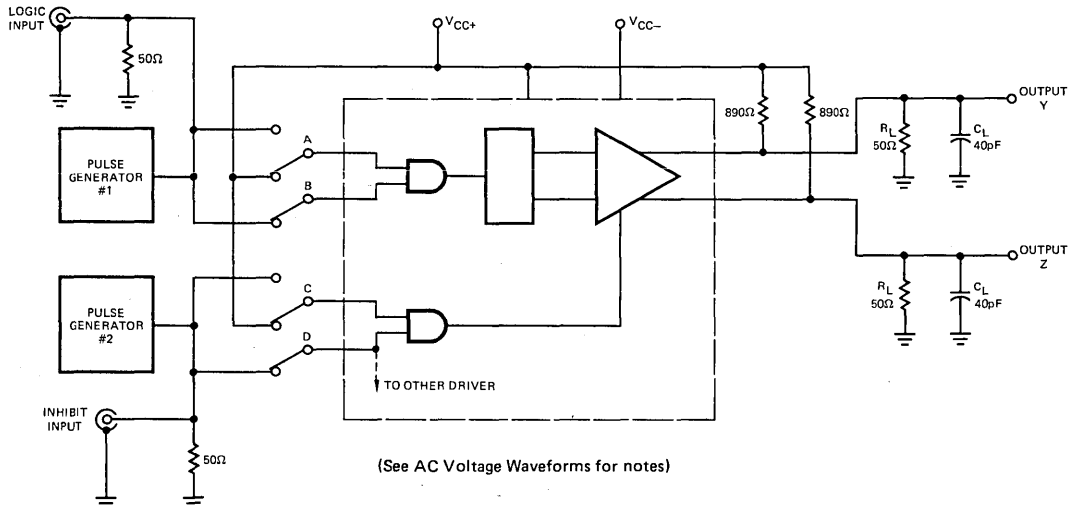 LOGIC
INPUT
50Ω
VCC+
VCC−
PULSE
GENERATOR
#1
A
B
890Ω
890Ω
RL
50Ω
CL
40pF
OUTPUT
Y
PULSE
GENERATOR
#2
C
D
TO OTHER DRIVER
RL
50Ω
CL
40pF
OUTPUT
Z
INHIBIT
INPUT
50Ω
(See AC Voltage Waveforms for notes)